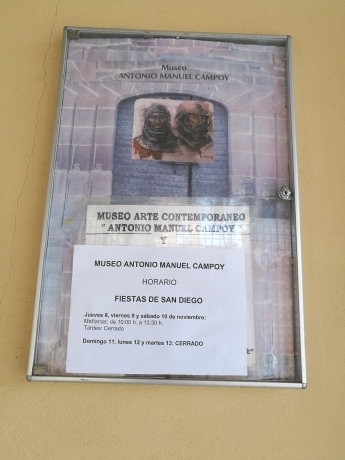 Museo
ANTONIO MANUEL CAMPOY
MUSEO ARTE CONTEMPORANEO
" ANTONIO MANUEL CAMPOY "
Y
MUSEO ANTONIO MANUEL CAMPOY
HORARIO
FIESTAS DE SAN DIEGO
Jueves 8, viernes 9 y sábado 10 de noviembre:
Mañanas: de 10:00 h. a 13:30 h.
Tardes: Cerrado
Domingo 11, lunes 12 y martes 13: CERRADO